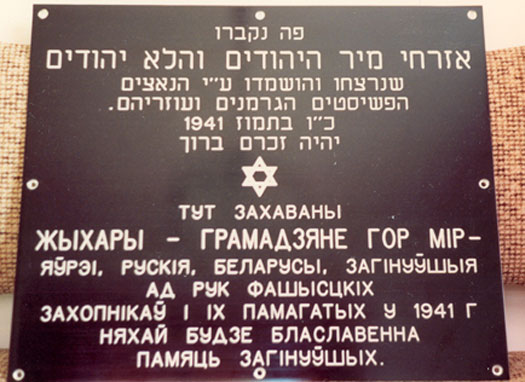 פה נקברו
אזרחי מיר היהודים והלא יהודים
שנרצחו והושמדו ע״י הנאצים
הפשיסטים הגרמנים ועוזריהם.
כ״ו בתמוז 1941
יהיה זכרם ברוך
ТУТ ЗАХАВАНЫ
ЖЫХАРЫ – ГРАМАДЗЯНЕ ГОР МІР–
ЯЎРЭІ, РУСКІЯ, БЕЛАРУСЫ, ЗАГІНУЎШЫЯ
АД РУК ФАШЫСЦКІХ
ЗАХОПНІКАЎ І ІХ ПАМАГАТЫХ У 1941 Г
НЯХАЙ БУДЗЕ БЛАСЛАВЕННА
ПАМЯЦЬ ЗАГІНУЎШЫХ.